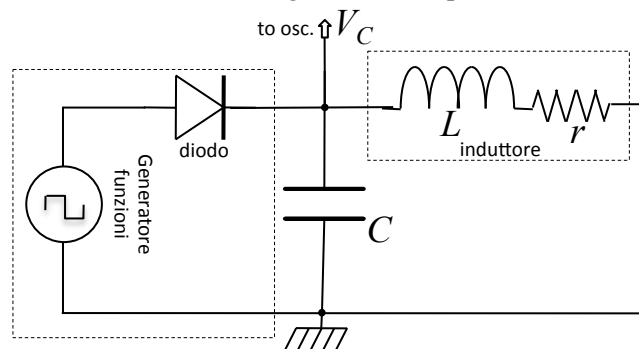 to osc. V_C
diodo
L
r
induttore
Generatore
funzioni
C